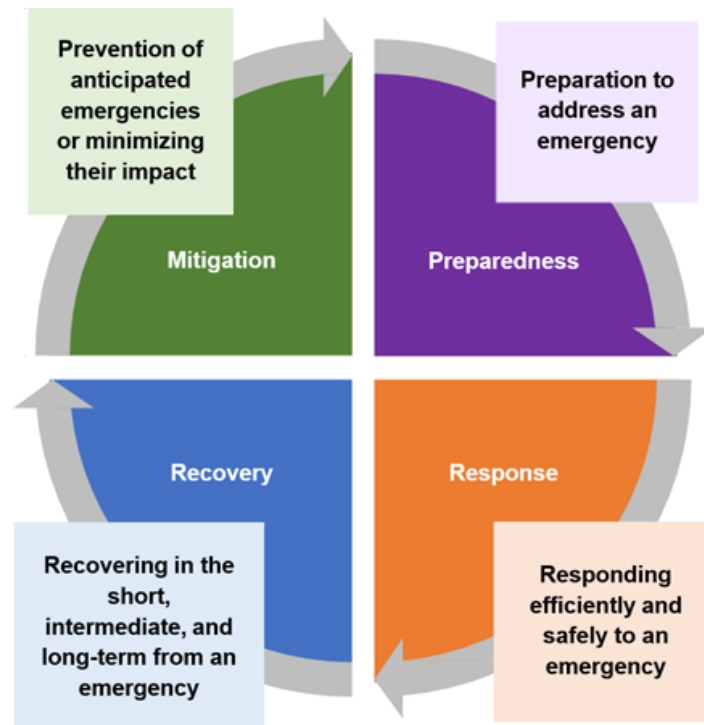 Prevention of
anticipated
emergencies
or minimizing
their impact
Mitigation
Preparation to
address an
emergency
Preparedness
Recovery
Recovering in the
short,
intermediate, and
long-term from an
emergency
Response
Responding
efficiently and
safely to an
emergency